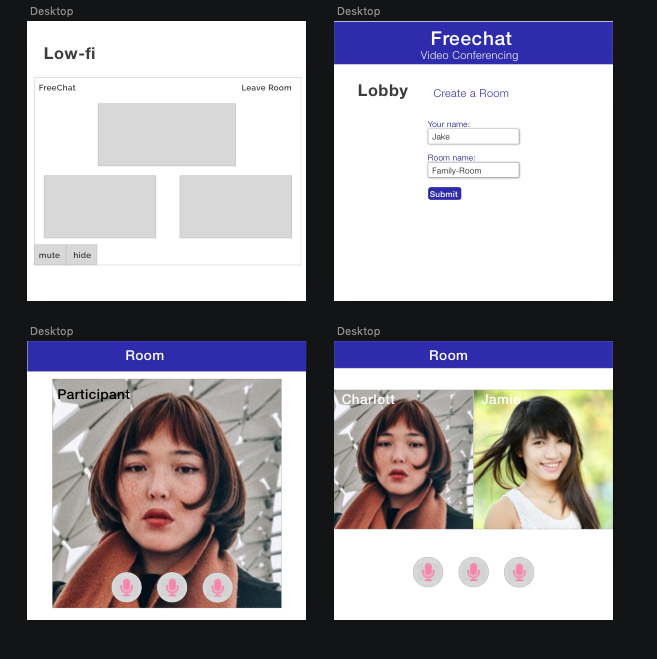 Desktop
Low-fi
FreeChat
Leave Room
mute
hide
Desktop
Freechat
Video Conferencing
Lobby
Create a Room
Your name:
Jake
Room name:
Family-Room
Submit
Desktop
Room
Participant
Desktop
Room
Charlott
Jamie